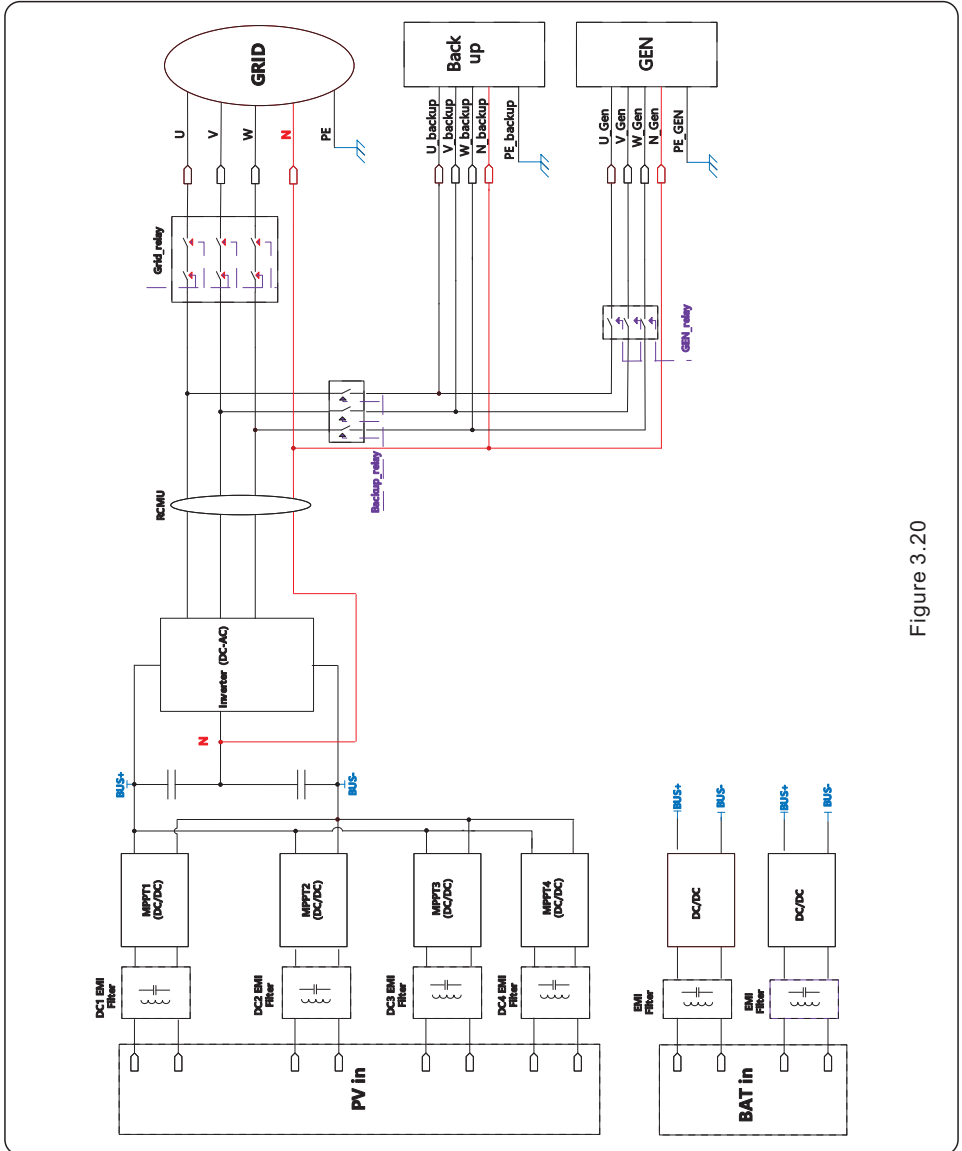 GRID
U
V
W
N
PE
Back
up
U_backup
V_backup
W_backup
N_backup
PE_backup
GEN
U_Gen
V_Gen
W_Gen
N_Gen
PE_GEN
Grid_relay
Backup_relay
GEN_relay
RCMU
Inverter (DC-AC)
N
BUS+
BUS-
MPPT1
(DC/DC)
MPPT2
(DC/DC)
MPPT3
(DC/DC)
MPPT4
(DC/DC)
DC1 EMI
Filter
DC2 EMI
Filter
DC3 EMI
Filter
DC4 EMI
Filter
PV in
BUS+
BUS-
BUS+
BUS-
DC/DC
DC/DC
EMI
Filter
EMI
Filter
BAT in
Figure 3.20